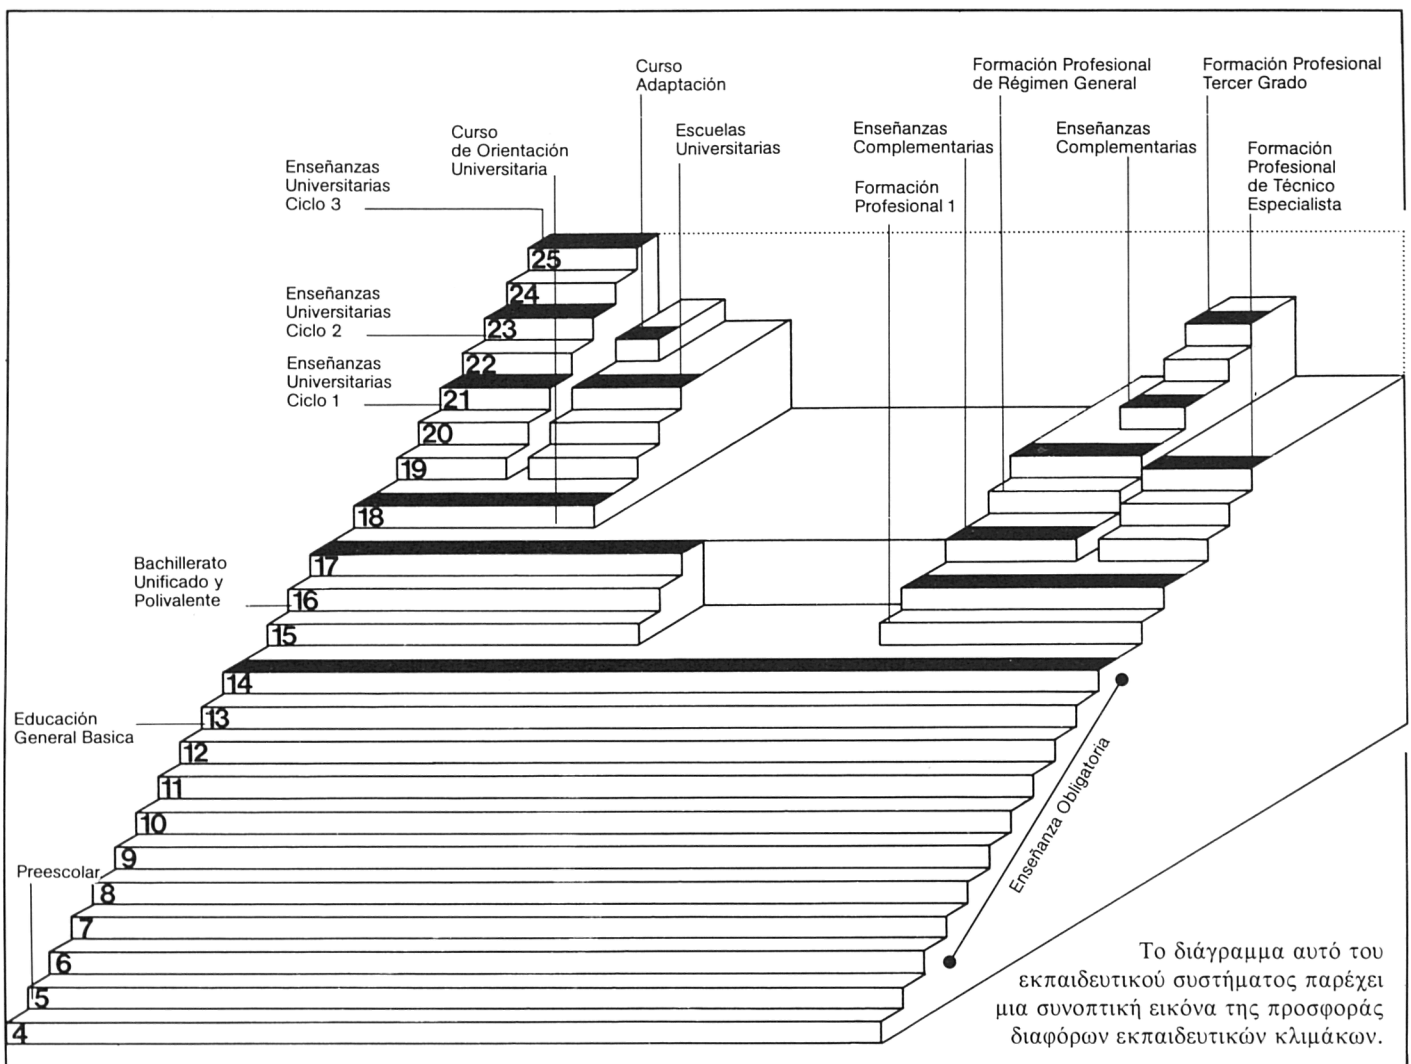 Curso
Adaptación
Formación Profesional
de Régimen General
Formación Profesional
Tercer Grado
Curso
de Orientación
Universitaria
Escuelas
Universitarias
Enseñanzas
Complementarias
Enseñanzas
Complementarias
Formación
Profesional
de Técnico
Especialista
Enseñanzas
Universitarias
Ciclo 3
Formación
Profesional 1
Enseñanzas
Universitarias
Ciclo 2
Enseñanzas
Universitarias
Ciclo 1
Bachillerato
Unificado y
Polivalente
Educación
General Basica
Preescolar
25
24
23
22
21
20
19
18
17
16
15
14
13
12
11
10
9
8
7
6
5
4
Enseñanza Obligatoria
Το διάγραμμα αυτό του
εκπαιδευτικού συστήματος παρέχει
μια συνοπτική εικόνα της προσφοράς
διαφόρων εκπαιδευτικών κλιμάκων.